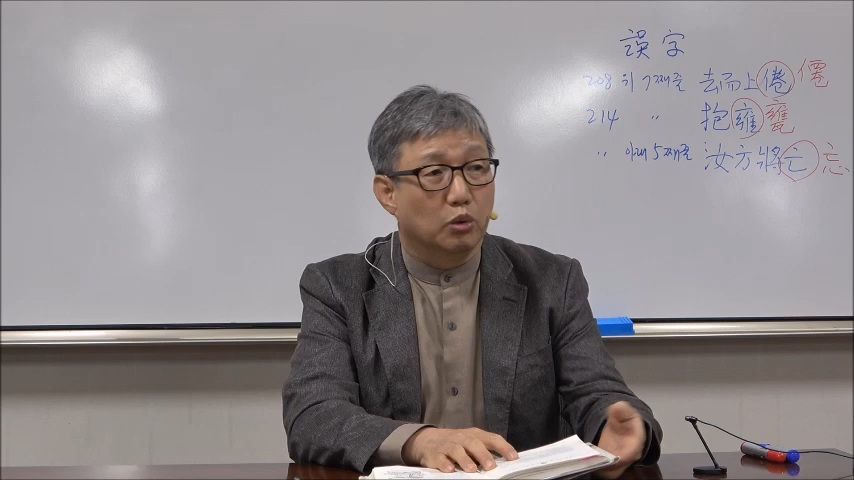 誤字
208 위 7째줄 去而上倦 僊
214 〃 抱雍 甕
〃 아래 5째줄 汝方將亡 忘